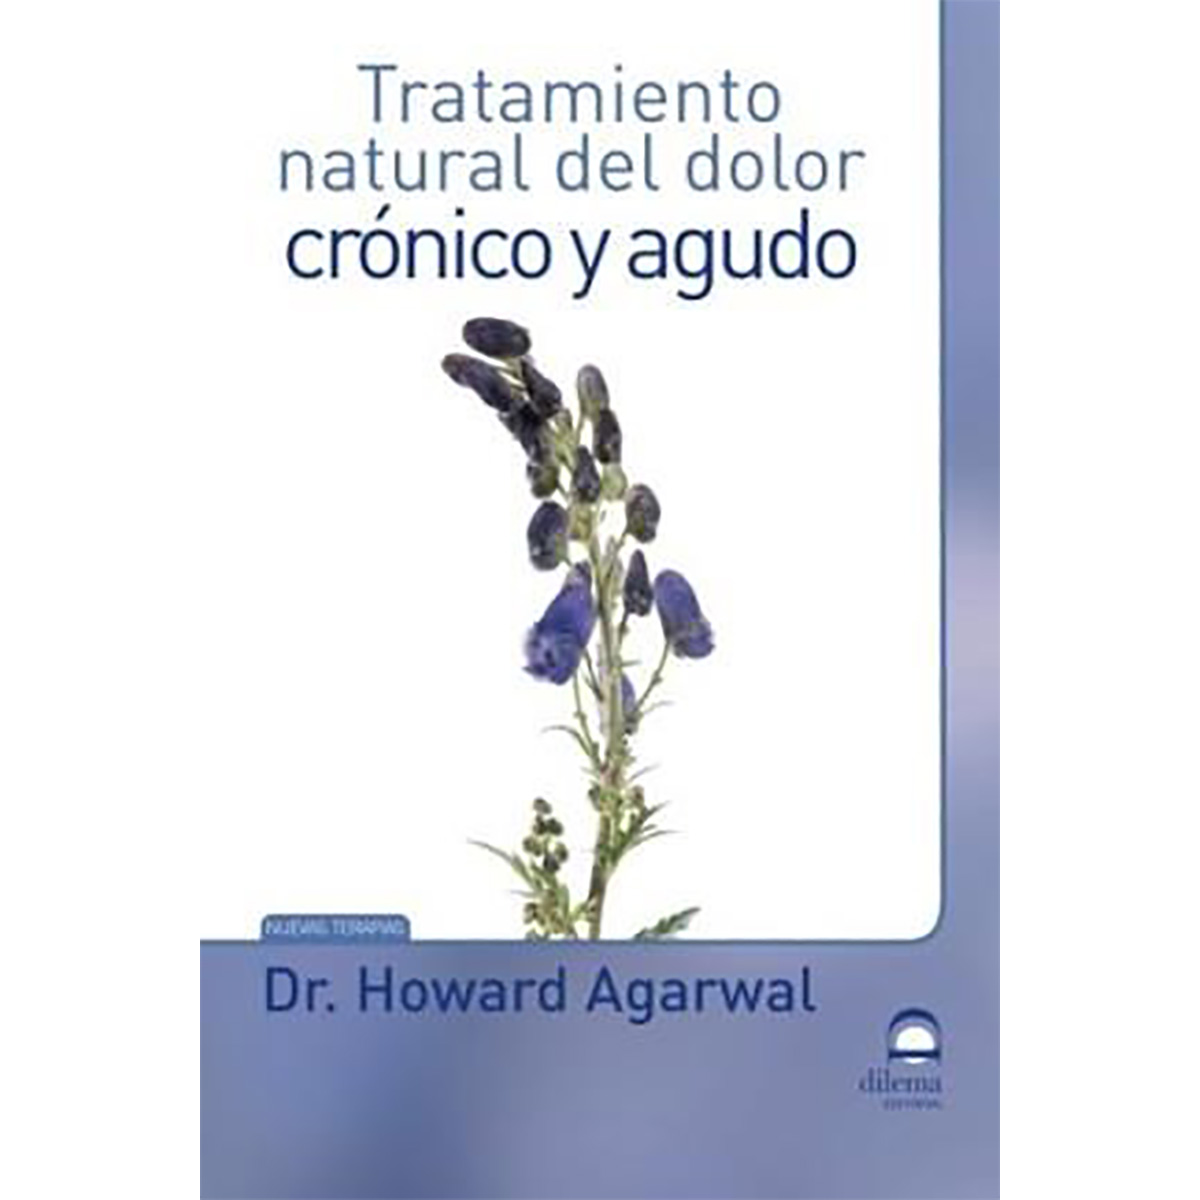 Tratamiento
natural del dolor
crónico y agudo
NUEVAS TERAPIAS
Dr. Howard Agarwal
dilema
EDITORIAL